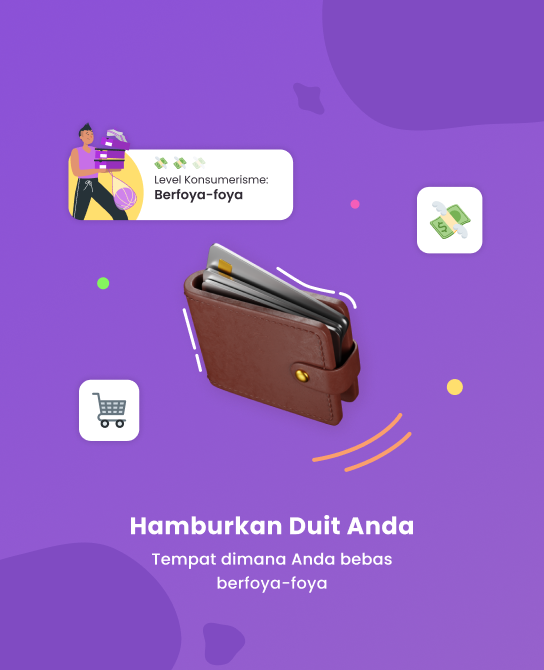 Level Konsumerisme:
Berfoya-foya
Hamburkan Duit Anda
Tempat dimana Anda bebas
berfoya-foya